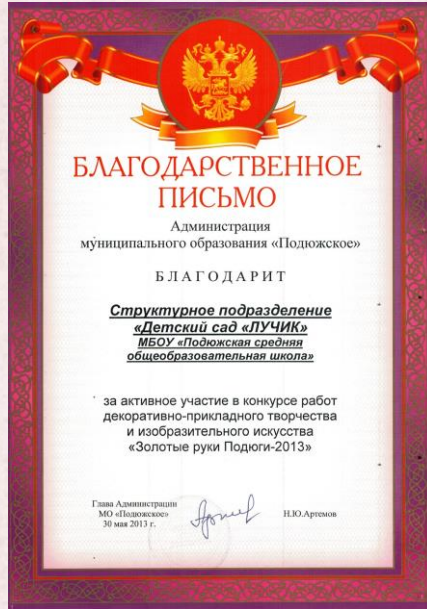 БЛАГОДАРСТВЕННОЕ
ПИСЬМО
Администрация
муниципального образования «Подюжское»
БЛАГОДАРИТ
Структурное подразделение
«Детский сад «ЛУЧИК»
МБОУ «Подюжская средняя
общеобразовательная школа»
за активное участие в конкурсе работ
декоративно-прикладного творчества
и изобразительного искусства
«Золотые руки Подюги-2013»
Глава Администрации
МО «Подюжское»
30 мая 2013 г.
Н.Ю.Артемов